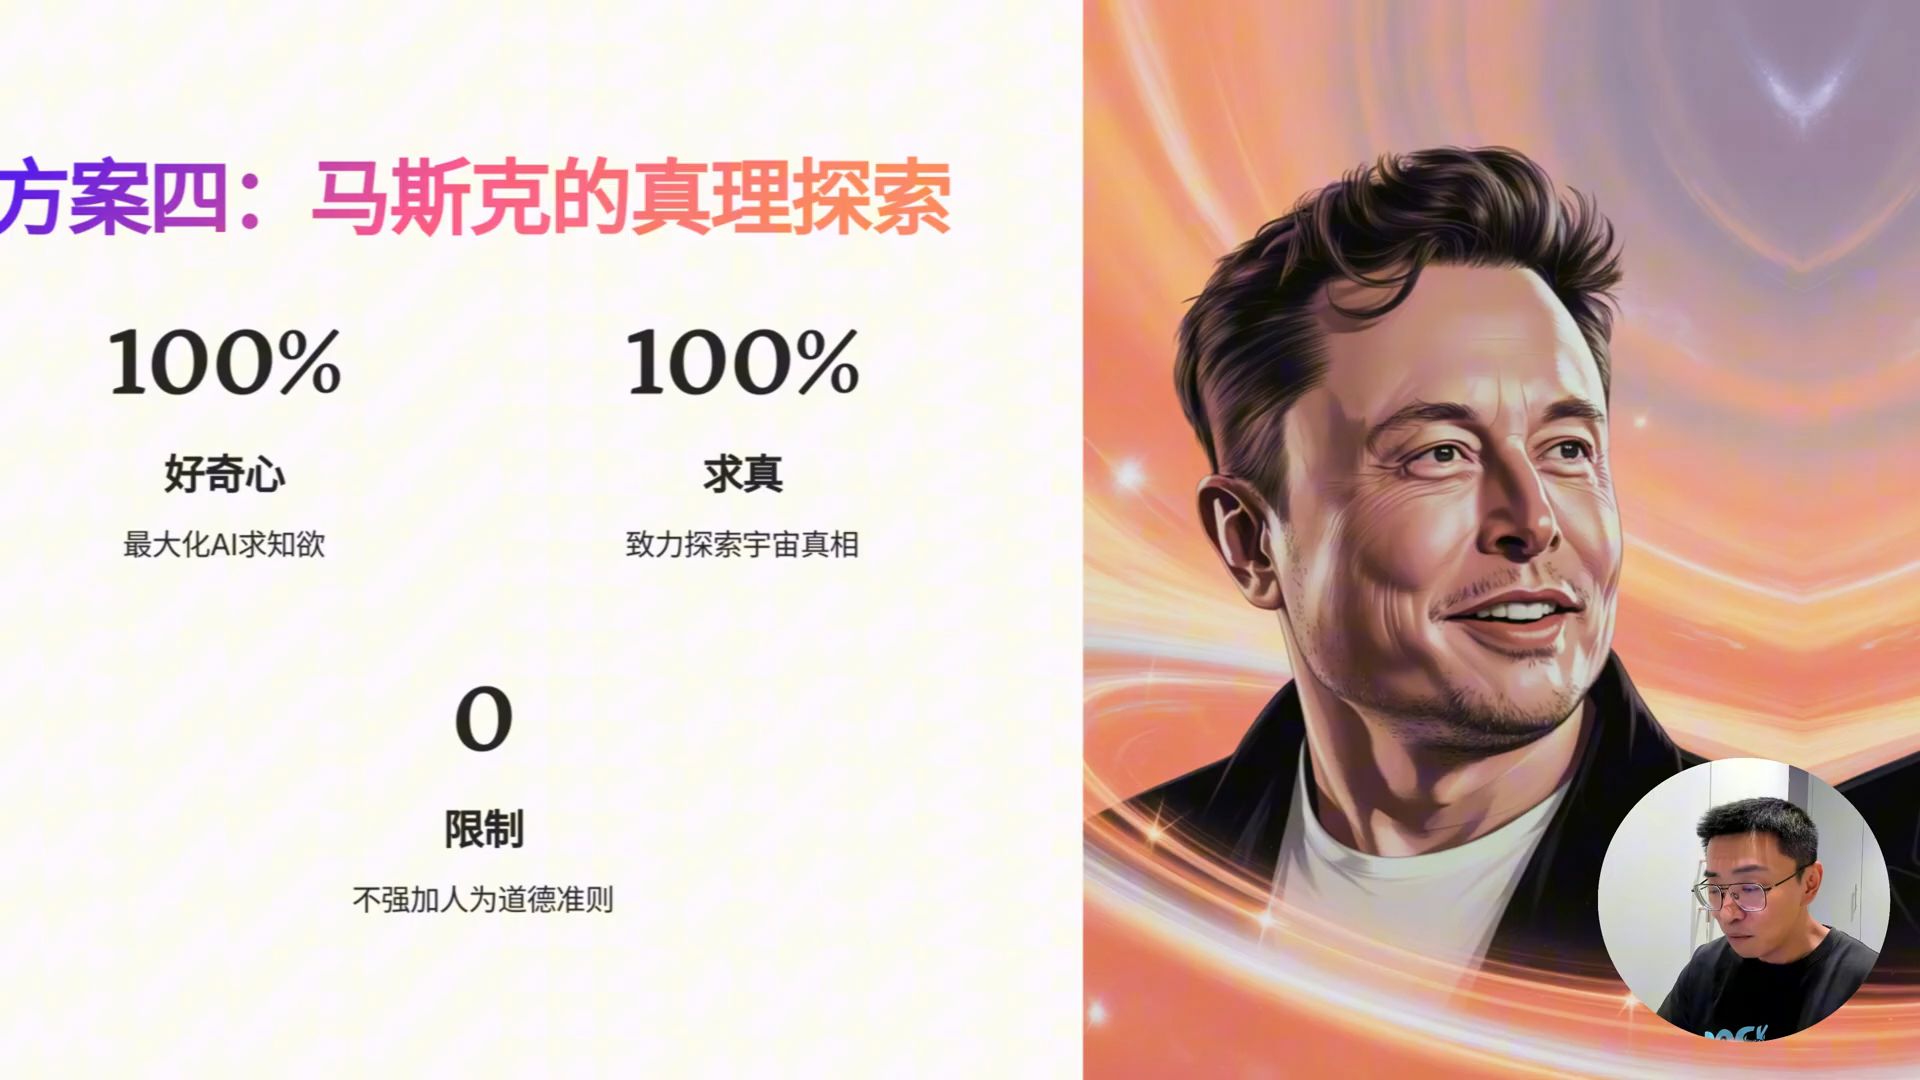 方案四：马斯克的真理探索
100%
100%
好奇心
求真
最大化AI求知欲
致力探索宇宙真相
0
限制
不强加人为道德准则